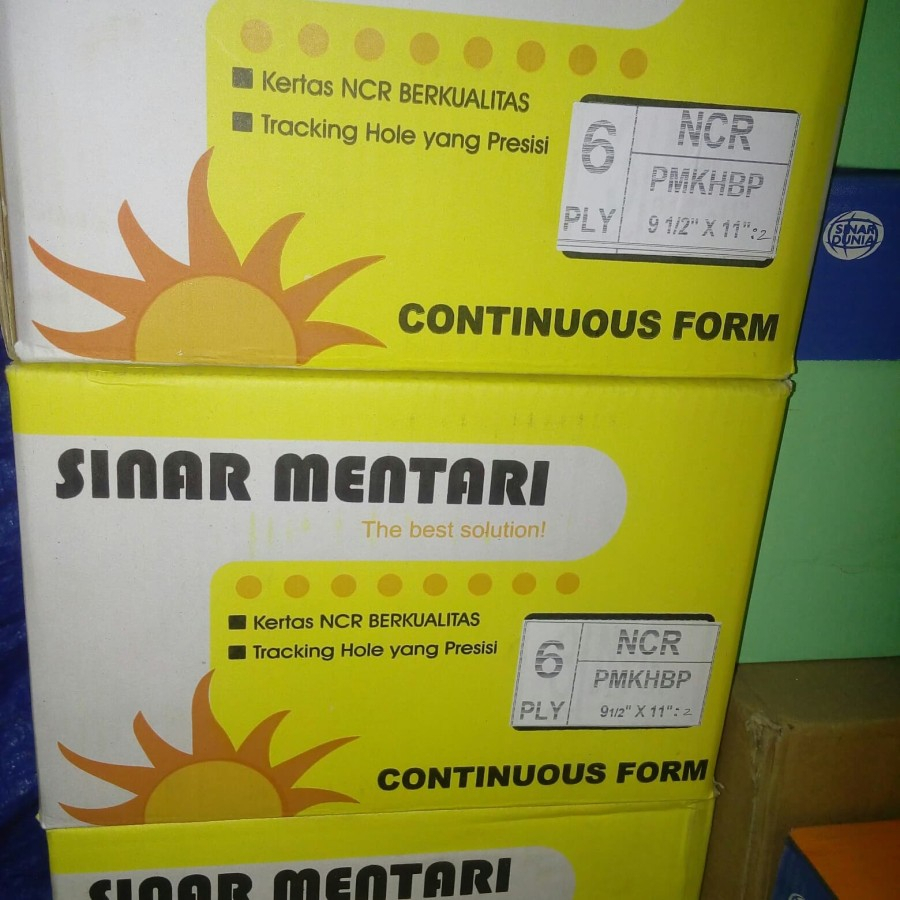 Kertas NCR BERKUALITAS
Tracking Hole yang Presisi
6
PLY
NCR
PMKHBP
9 1/2" X 11":2
CONTINUOUS FORM
SINAR
DUNIA
SINAR MENTARI
The best solution!
Kertas NCR BERKUALITAS
Tracking Hole yang Presisi
6
PLY
NCR
PMKHBP
9 1/2" X 11":2
CONTINUOUS FORM
SINAR MENTARI